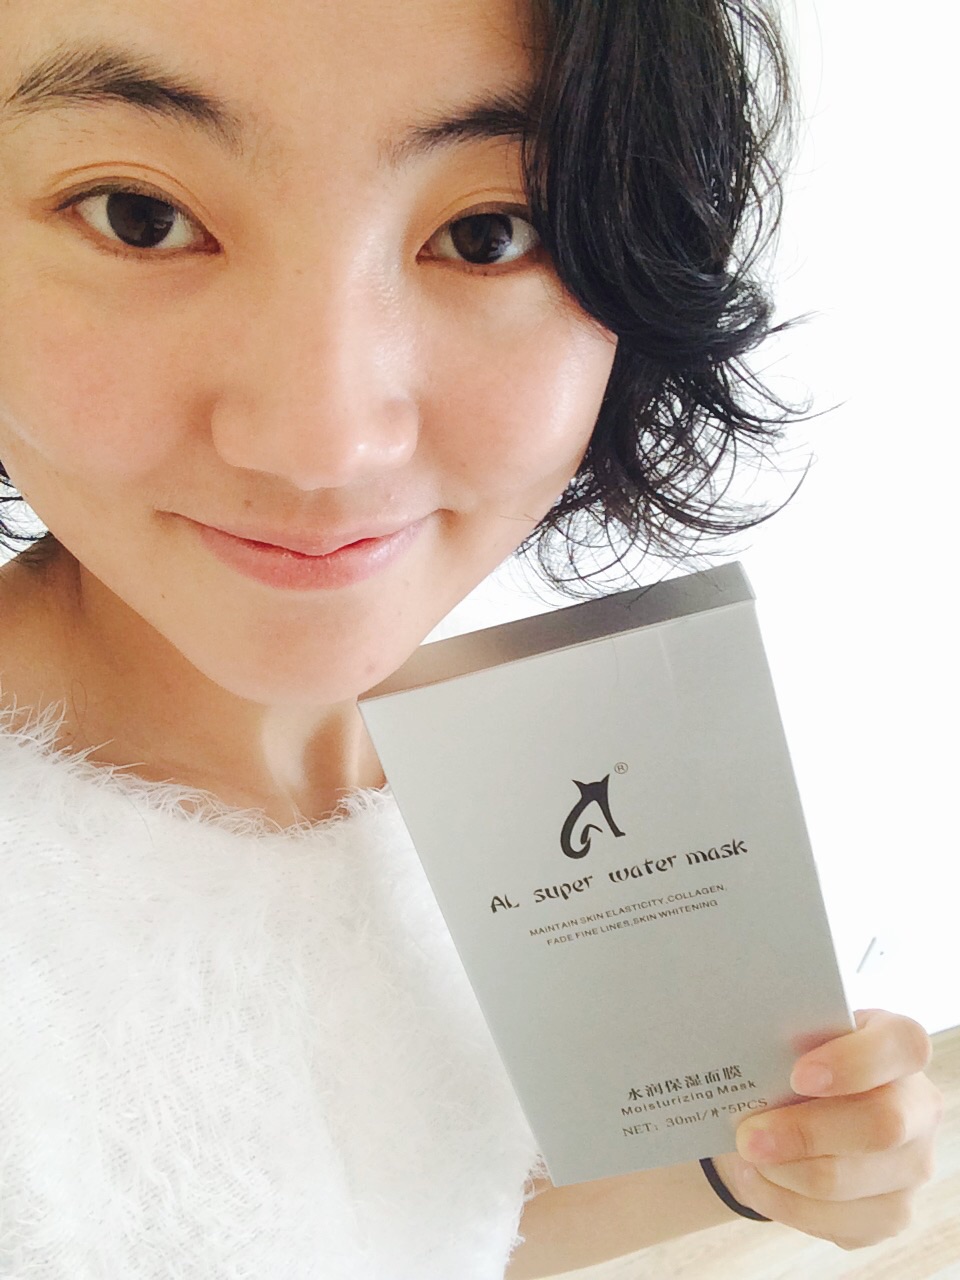 ®
AL super water mask
MAINTAIN SKIN ELASTICITY,COLLAGEN,
FADE FINE LINES,SKIN WHITENING
水润保湿面膜
Moisturizing Mask
NET: 30ml/片*5PCS